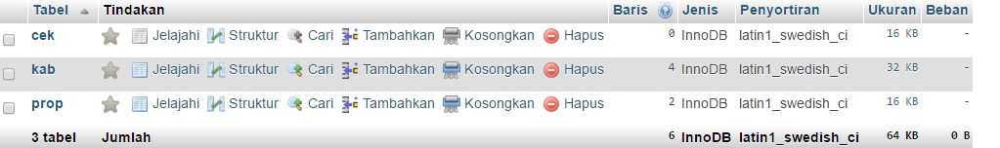 Tabel Tindakan Baris Jenis Penyortiran Ukuran Beban
cek Jelajahi Struktur Cari Tambahkan Kosongkan Hapus 0 InnoDB latin1_swedish_ci 16 KB -
kab Jelajahi Struktur Cari Tambahkan Kosongkan Hapus 4 InnoDB latin1_swedish_ci 32 KB -
prop Jelajahi Struktur Cari Tambahkan Kosongkan Hapus 2 InnoDB latin1_swedish_ci 16 KB -
3 tabel Jumlah 6 InnoDB latin1_swedish_ci 64 KB 0 B